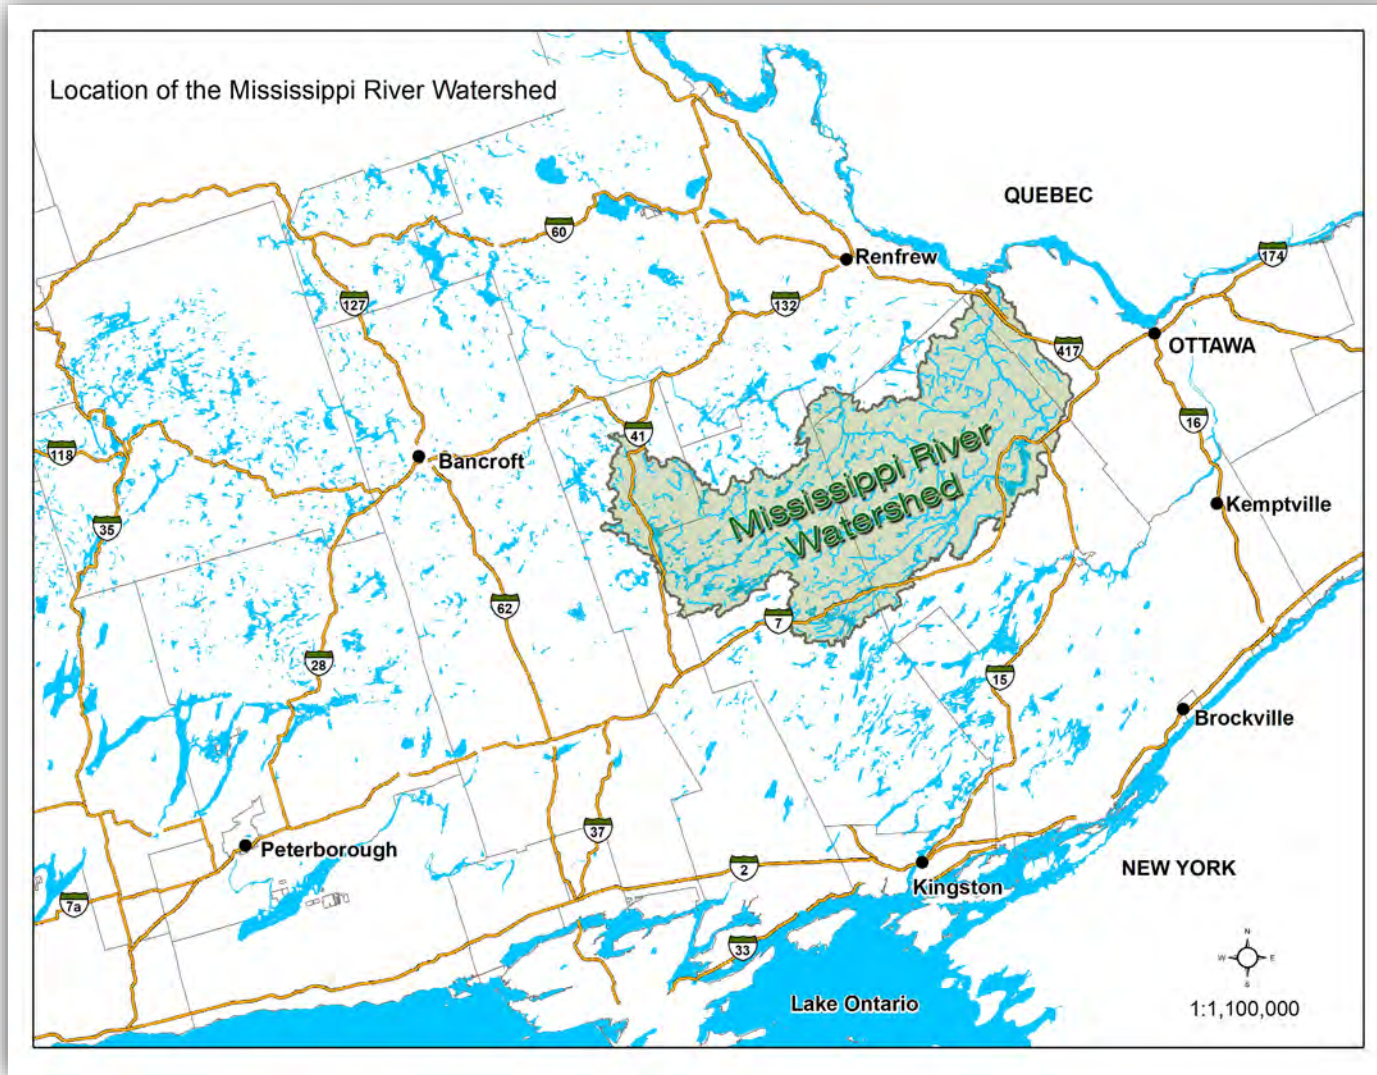 Location of the Mississippi River Watershed
QUEBEC
174
60
Renfrew
127
132
OTTAWA
417
16
41
118
Bancroft
Mississippi River
Watershed
Kemptville
35
62
7
28
15
Brockville
37
Peterborough
2
NEW YORK
Kingston
7a
33
N
W E
S
Lake Ontario
1:1,100,000